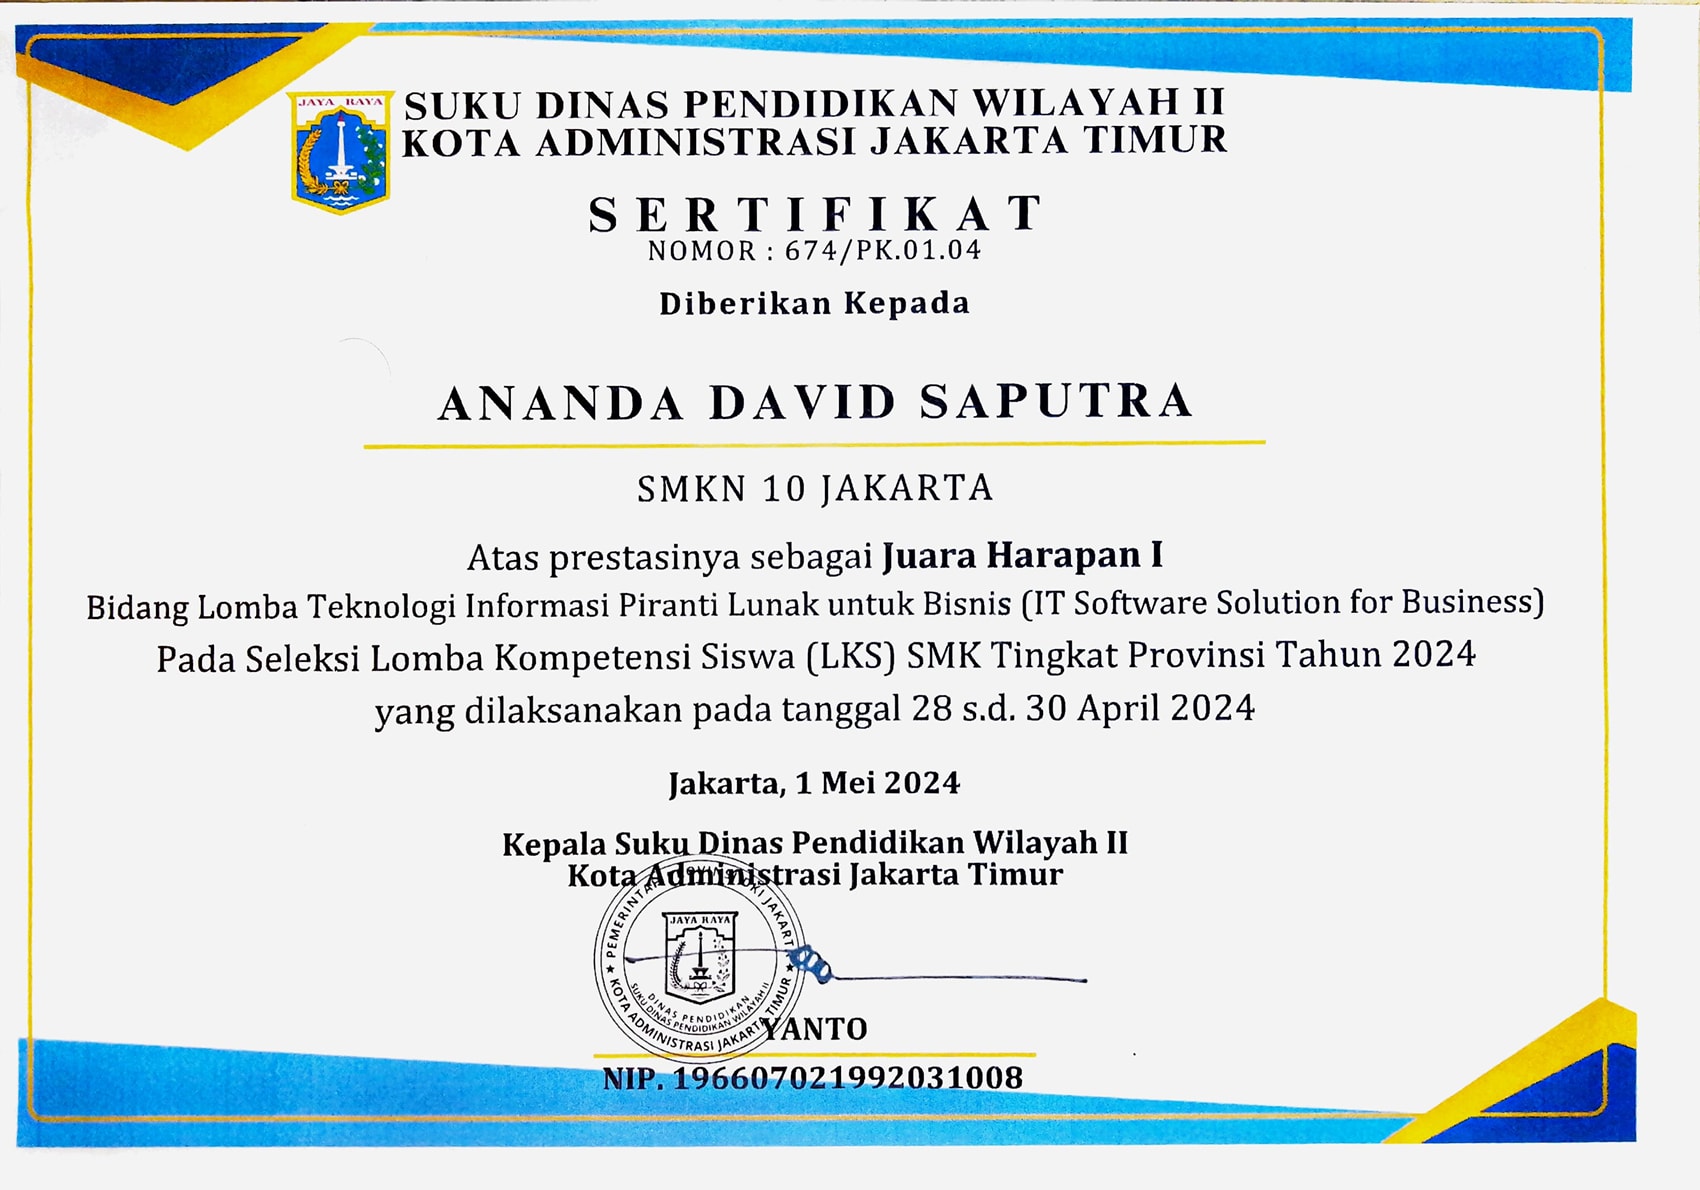 JAYA RAYA
SUKU DINAS PENDIDIKAN WILAYAH II
KOTA ADMINISTRASI JAKARTA TIMUR
SERTIFIKAT
NOMOR : 674/PK.01.04
Diberikan Kepada
ANANDA DAVID SAPUTRA
SMKN 10 JAKARTA
Atas prestasinya sebagai Juara Harapan I
Bidang Lomba Teknologi Informasi Piranti Lunak untuk Bisnis (IT Software Solution for Business)
Pada Seleksi Lomba Kompetensi Siswa (LKS) SMK Tingkat Provinsi Tahun 2024
yang dilaksanakan pada tanggal 28 s.d. 30 April 2024
Jakarta, 1 Mei 2024
Kepala Suku Dinas Pendidikan Wilayah II
Kota Administrasi Jakarta Timur
PEMERINTAH PROVINSI DKI JAKARTA
JAYA RAYA
DINAS PENDIDIKAN
SUKU DINAS PENDIDIKAN WILAYAH II
KOTA ADMINISTRASI JAKARTA TIMUR
YANTO
NIP. 196607021992031008